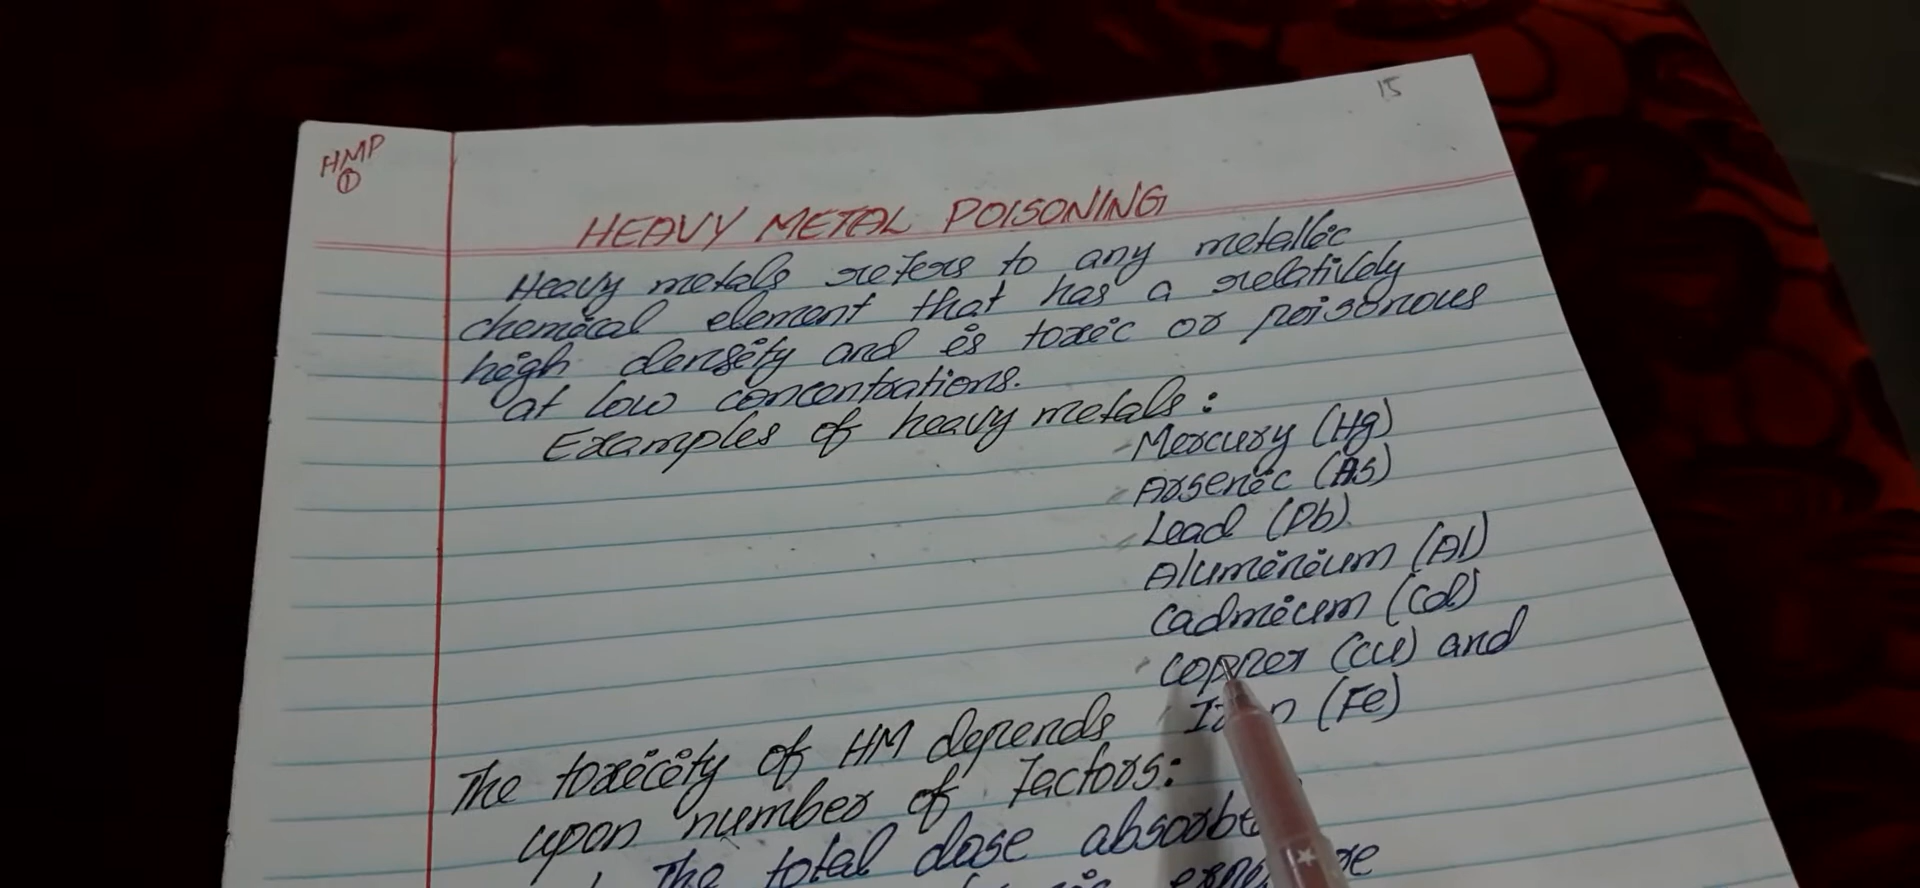 15
HMP
①
HEAVY METAL POISONING
Heavy metals refers to any metallic
chemical element that has a relatively
high density and is toxic or poisonous
at low concentrations.
Examples of heavy metals:
Mercury (Hg)
Arsenic (As)
Lead (Pb)
Aluminium (Al)
Cadmium (Cd)
Copper (Cu) and
(Fe)
The toxicity of HM depends
upon number of factors:
The total dose